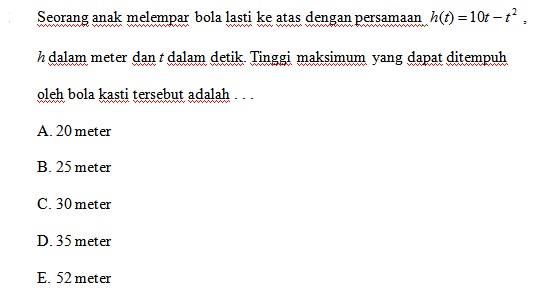 Seorang anak melempar bola lasti ke atas dengan persamaan h(t) = 10t − t² ,
h dalam meter dan t dalam detik. Tinggi maksimum yang dapat ditempuh
oleh bola kasti tersebut adalah . . .
A. 20 meter
B. 25 meter
C. 30 meter
D. 35 meter
E. 52 meter